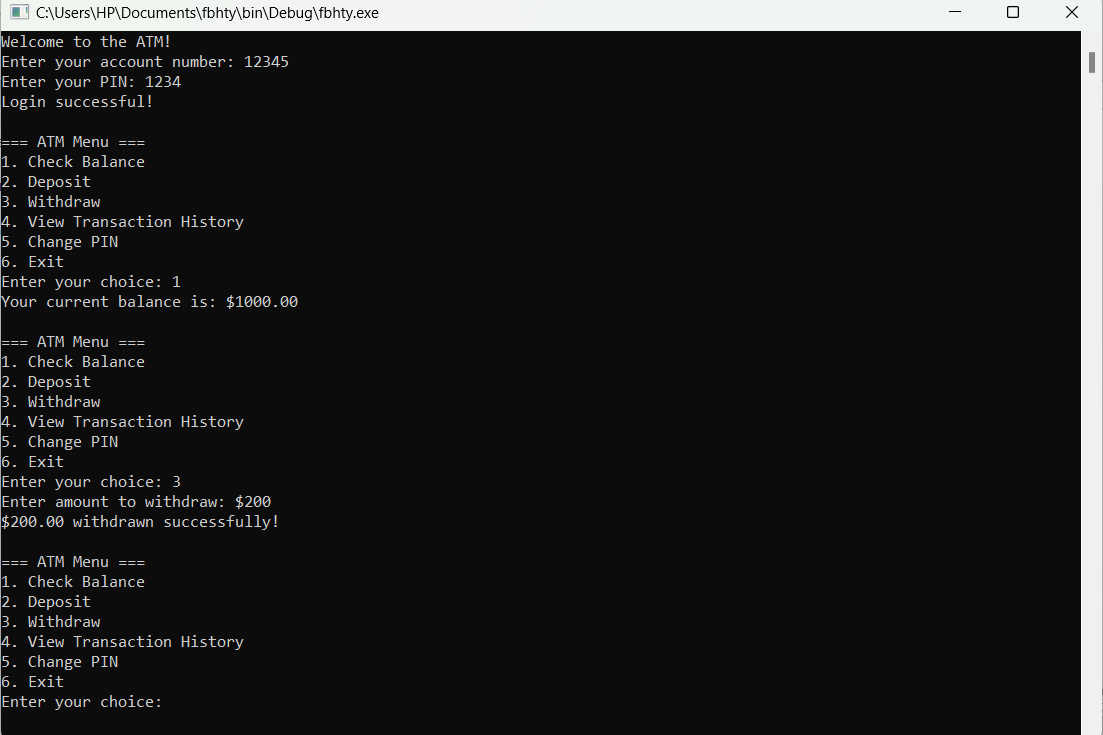 C:\Users\HP\Documents\fbhty\bin\Debug\fbhty.exe
Welcome to the ATM!
Enter your account number: 12345
Enter your PIN: 1234
Login successful!
=== ATM Menu ===
1. Check Balance
2. Deposit
3. Withdraw
4. View Transaction History
5. Change PIN
6. Exit
Enter your choice: 1
Your current balance is: $1000.00
=== ATM Menu ===
1. Check Balance
2. Deposit
3. Withdraw
4. View Transaction History
5. Change PIN
6. Exit
Enter your choice: 3
Enter amount to withdraw: $200
$200.00 withdrawn successfully!
=== ATM Menu ===
1. Check Balance
2. Deposit
3. Withdraw
4. View Transaction History
5. Change PIN
6. Exit
Enter your choice: